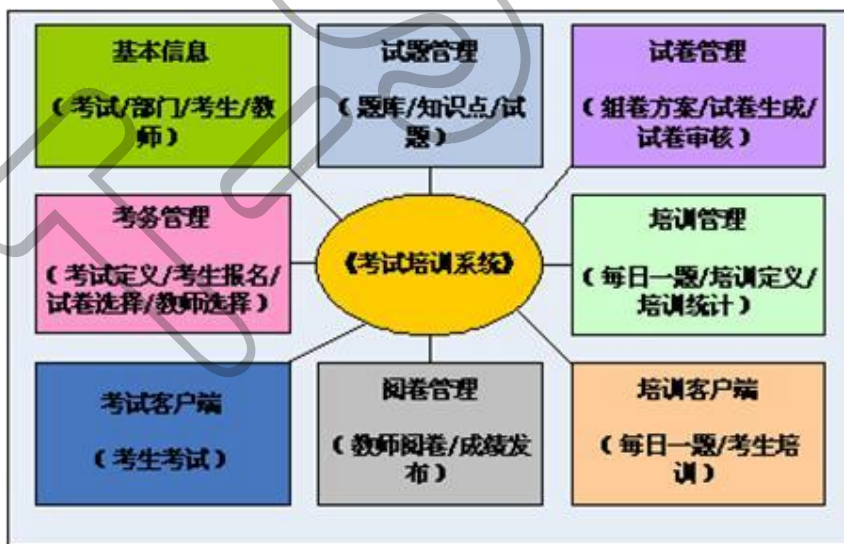 基本信息
（考试/部门/考生/教
师）
试题管理
（题库/知识点/试
题）
试卷管理
（组卷方案/试卷生成/
试卷审核）
考务管理
（考试定义/考生报名/
试卷选择/教师选择）
《考试培训系统》
培训管理
（每日一题/培训定义/
培训统计）
考试客户端
（考生考试）
阅卷管理
（教师阅卷/成绩发
布）
培训客户端
（每日一题/考生培
训）